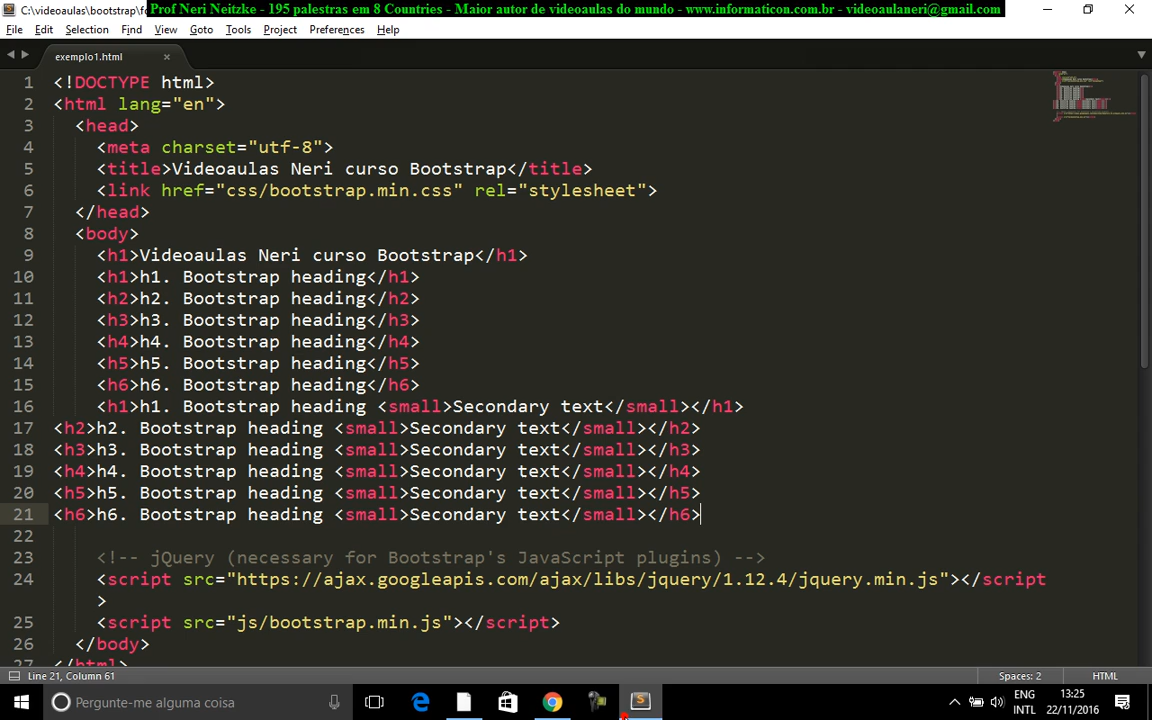 C:\videoaulas\bootstrap\fo
Prof Neri Neitzke - 195 palestras em 8 Countries - Maior autor de videoaulas do mundo - www.informaticon.com.br - videoaulaneri@gmail.com
File Edit Selection Find View Goto Tools Project Preferences Help
exemplo1.html ×
1 <!DOCTYPE html>
2 <html lang="en">
3 <head>
4 <meta charset="utf-8">
5 <title>Videoaulas Neri curso Bootstrap</title>
6 <link href="css/bootstrap.min.css" rel="stylesheet">
7 </head>
8 <body>
9 <h1>Videoaulas Neri curso Bootstrap</h1>
10 <h1>h1. Bootstrap heading</h1>
11 <h2>h2. Bootstrap heading</h2>
12 <h3>h3. Bootstrap heading</h3>
13 <h4>h4. Bootstrap heading</h4>
14 <h5>h5. Bootstrap heading</h5>
15 <h6>h6. Bootstrap heading</h6>
16 <h1>h1. Bootstrap heading <small>Secondary text</small></h1>
17 <h2>h2. Bootstrap heading <small>Secondary text</small></h2>
18 <h3>h3. Bootstrap heading <small>Secondary text</small></h3>
19 <h4>h4. Bootstrap heading <small>Secondary text</small></h4>
20 <h5>h5. Bootstrap heading <small>Secondary text</small></h5>
21 <h6>h6. Bootstrap heading <small>Secondary text</small></h6>
22
23 <!-- jQuery (necessary for Bootstrap's JavaScript plugins) -->
24 <script src="https://ajax.googleapis.com/ajax/libs/jquery/1.12.4/jquery.min.js"></script
>
25 <script src="js/bootstrap.min.js"></script>
26 </body>
27 </html>
Line 21, Column 61 Spaces: 2 HTML
Pergunte-me alguma coisa
ENG 13:25
INTL 22/11/2016